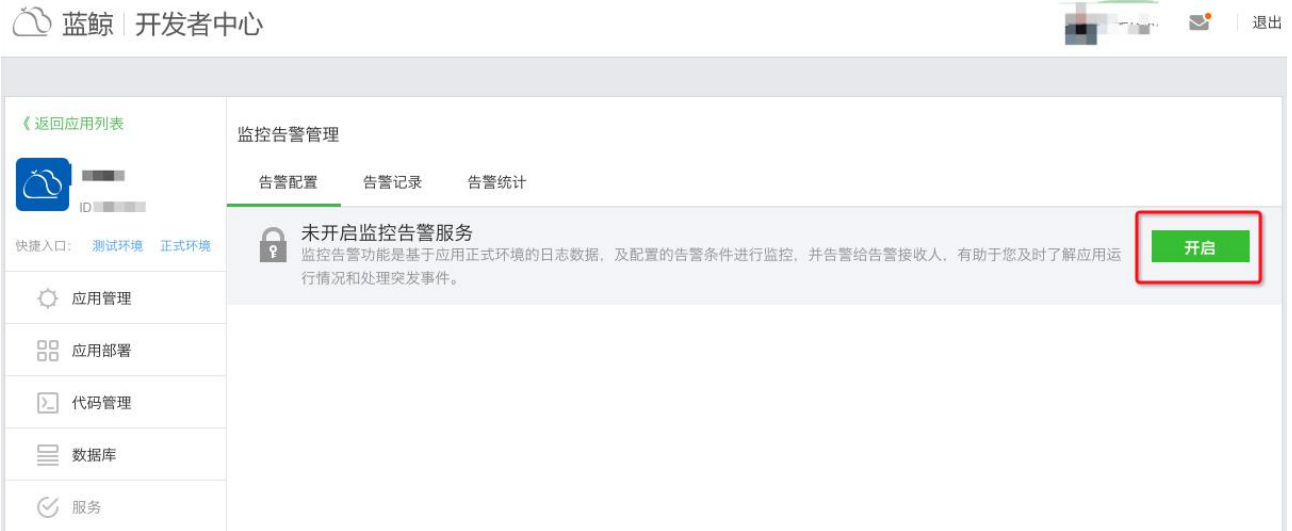 蓝鲸 | 开发者中心
退出
《返回应用列表
ID
快捷入口: 测试环境 正式环境
应用管理
应用部署
代码管理
数据库
服务
监控告警管理
告警配置 告警记录 告警统计
未开启监控告警服务
监控告警功能是基于应用正式环境的日志数据，及配置的告警条件进行监控，并告警给告警接收人，有助于您及时了解应用运
行情况和处理突发事件。
开启